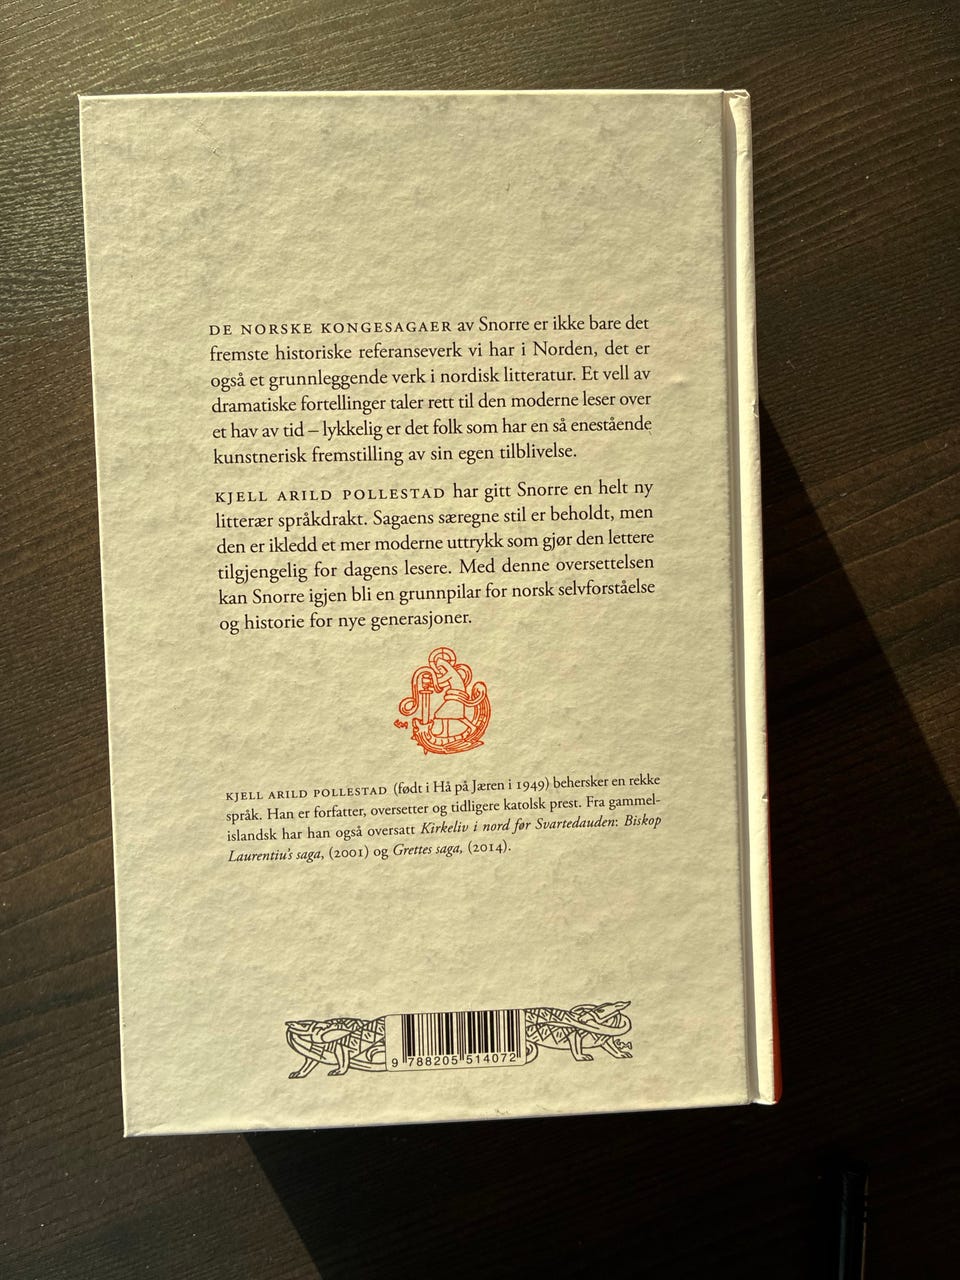 DE NORSKE KONGESAGAER av Snorre er ikke bare det
fremste historiske referanseverk vi har i Norden, det er
også et grunnleggende verk i nordisk litteratur. Et vell av
dramatiske fortellinger taler rett til den moderne leser over
et hav av tid – lykkelig er det folk som har en så enestående
kunstnerisk fremstilling av sin egen tilblivelse.
KJELL ARILD POLLESTAD har gitt Snorre en helt ny
litterær språkdrakt. Sagaens særegne stil er beholdt, men
den er ikledd et mer moderne uttrykk som gjør den lettere
tilgjengelig for dagens lesere. Med denne oversettelsen
kan Snorre igjen bli en grunnpilar for norsk selvforståelse
og historie for nye generasjoner.
KJELL ARILD POLLESTAD (født i Hå på Jæren i 1949) behersker en rekke
språk. Han er forfatter, oversetter og tidligere katolsk prest. Fra gammel-
islandsk har han også oversatt Kirkeliv i nord før Svartedauden: Biskop
Laurentiu's saga, (2001) og Grettes saga, (2014).
9 788205 514072